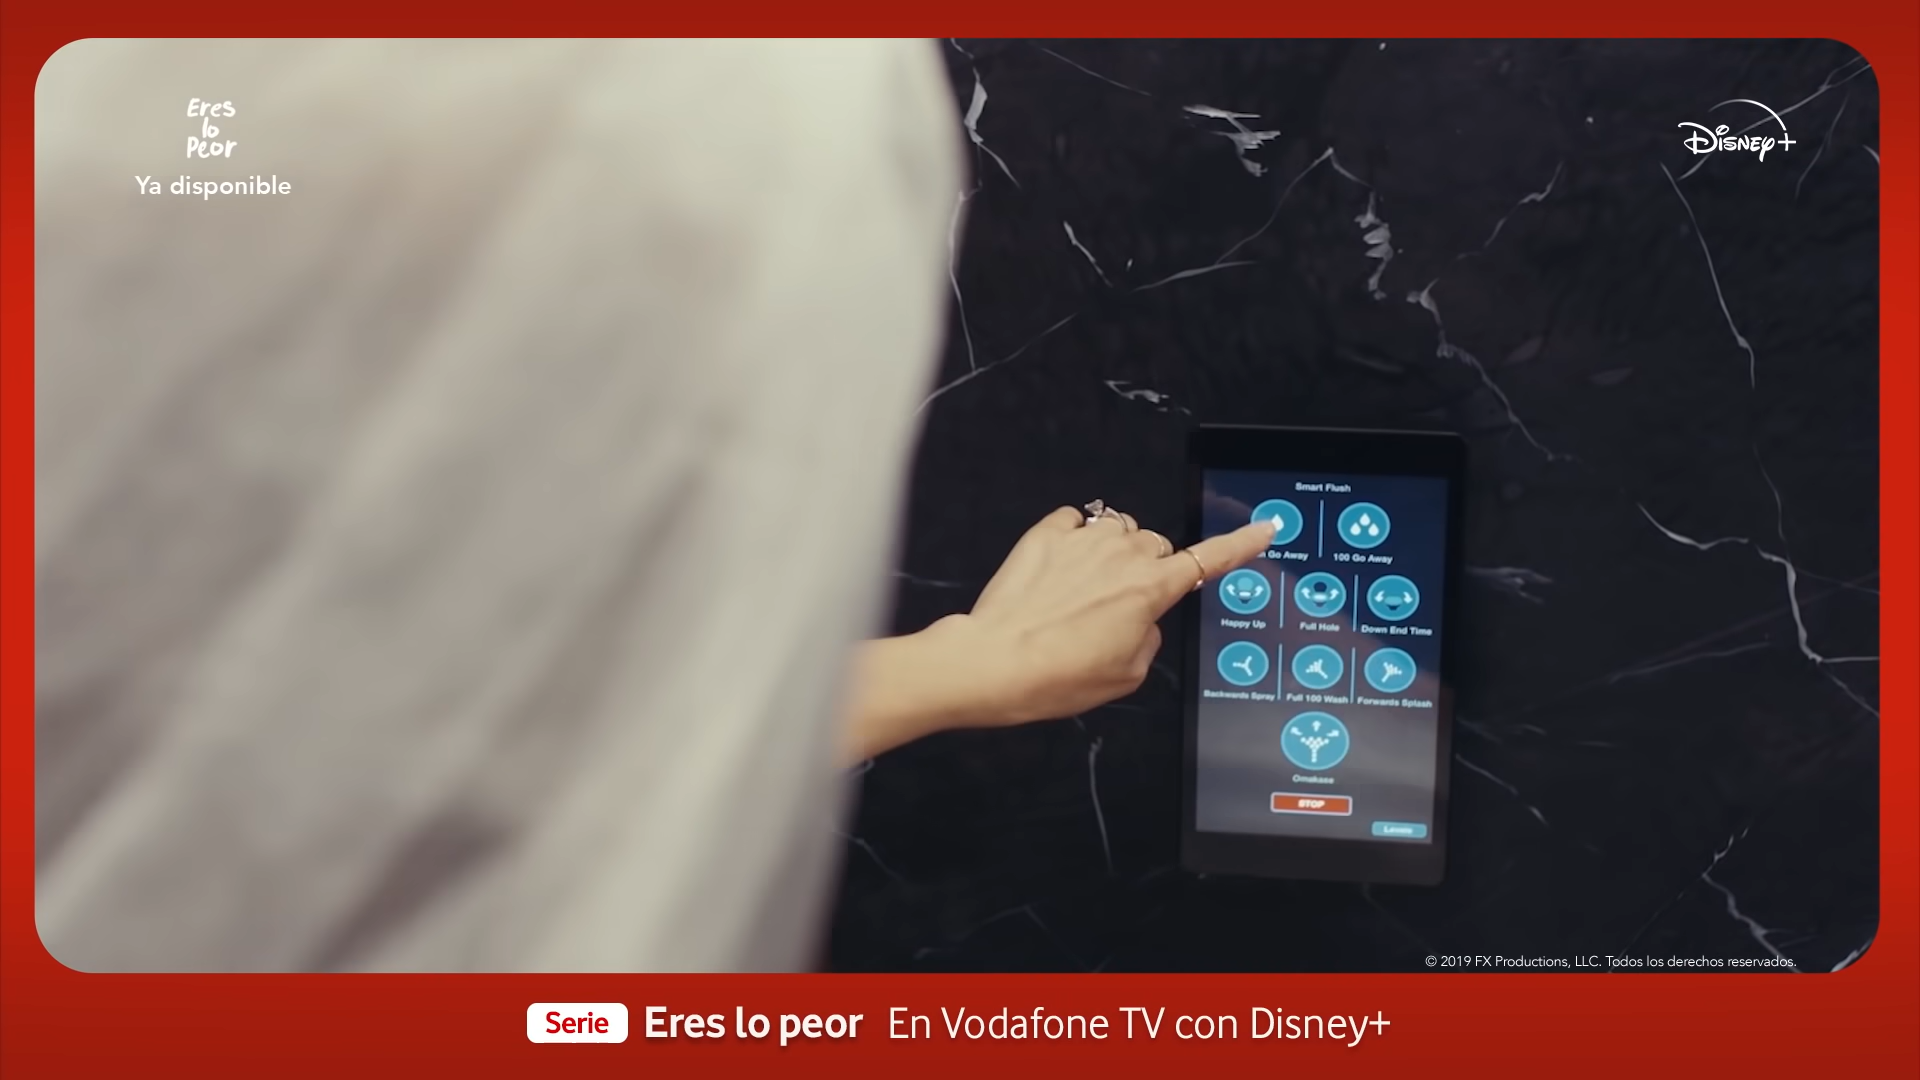 Eres
lo
Peor
Ya disponible
Disney+
Smart Flush
Go Away
100 Go Away
Happy Up
Full Hole
Down End Time
Backwards Spray
Full 100 Wash
Forwards Splash
Omakase
STOP
© 2019 FX Productions, LLC. Todos los derechos reservados.
Serie Eres lo peor En Vodafone TV con Disney+